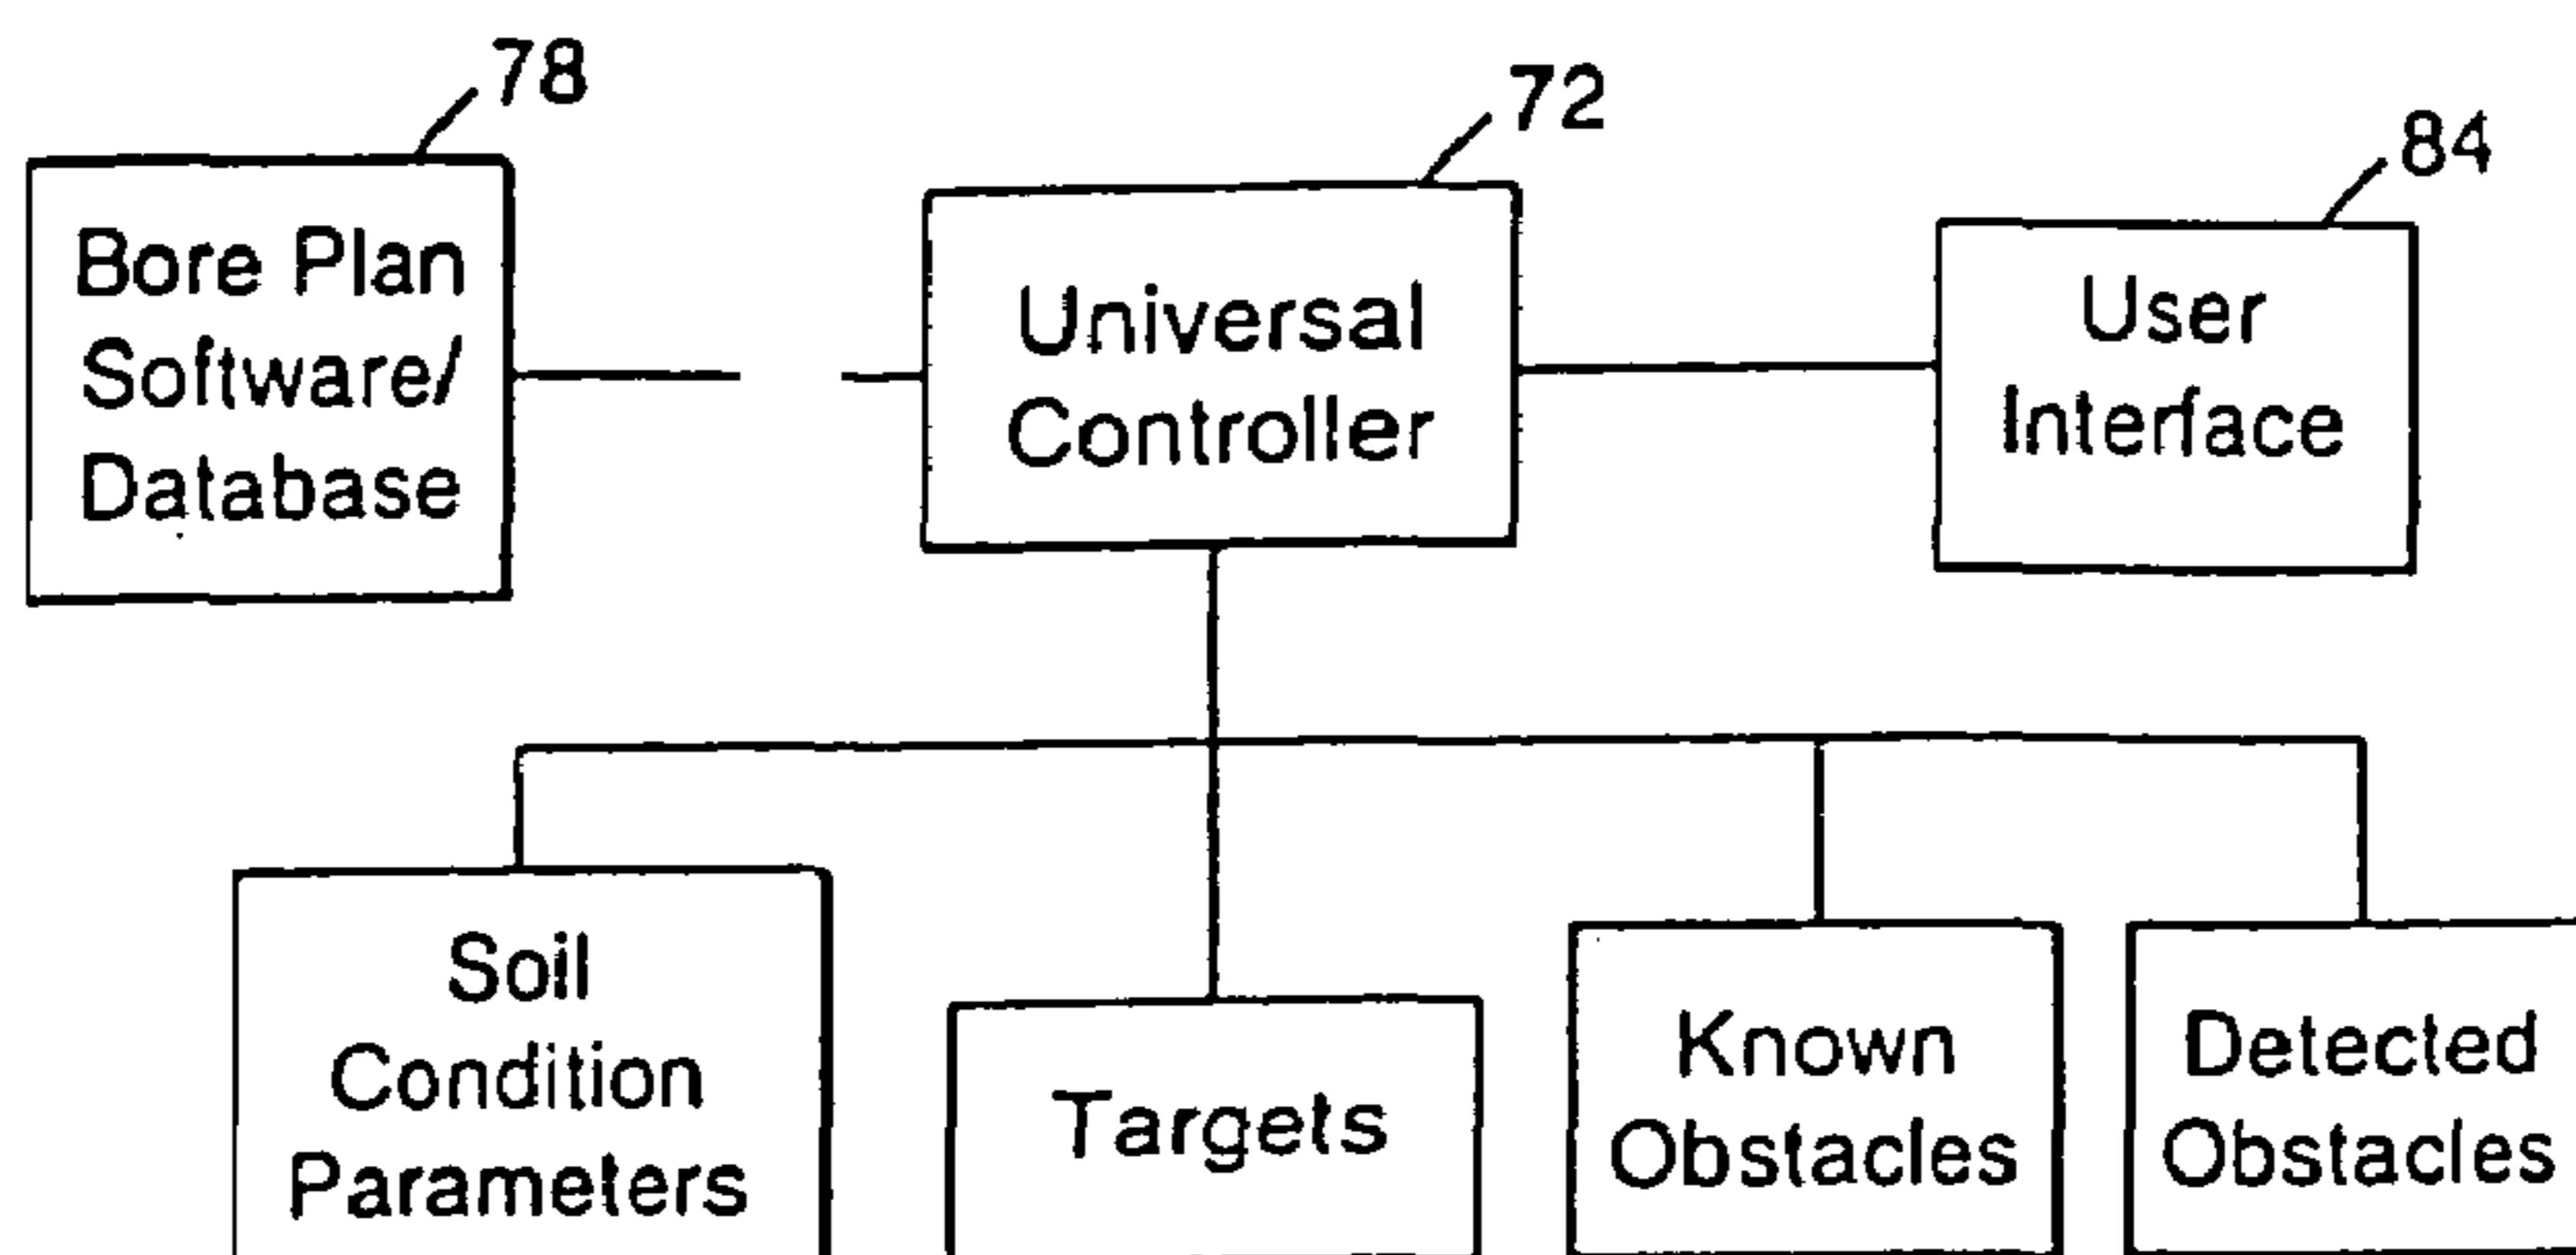 78
72
84
Bore Plan
Software/
Database
Universal
Controller
User
Interface
Soil
Condition
Parameters
Targets
Known
Obstacles
Detected
Obstacles